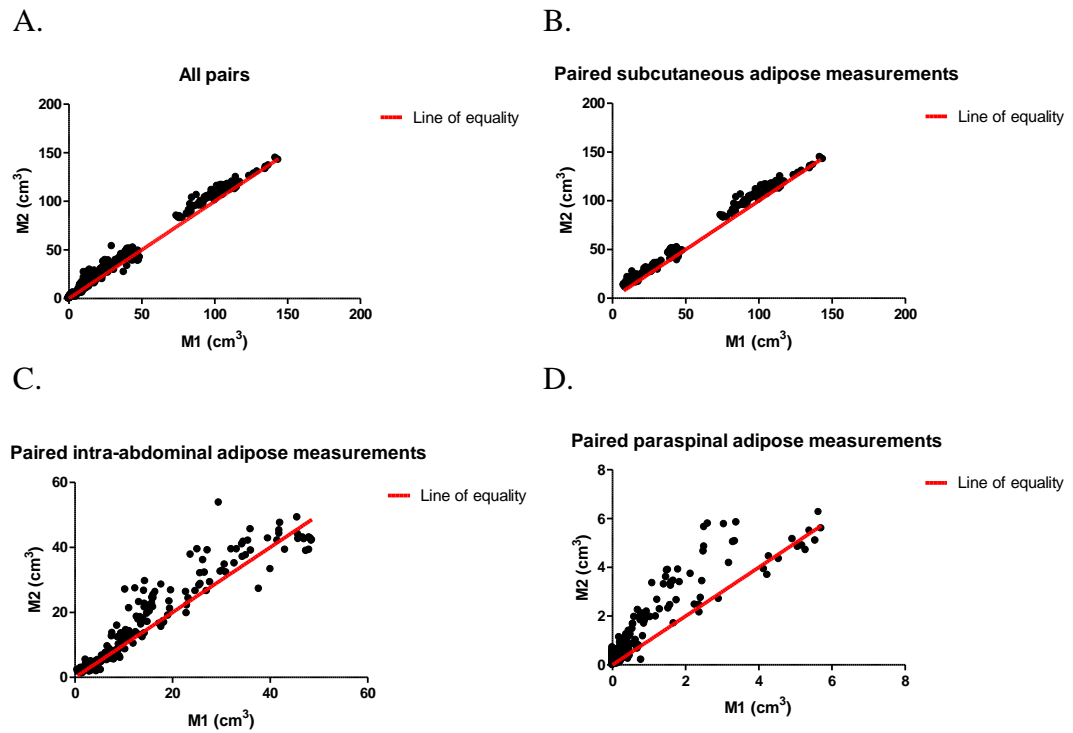 A.
All pairs
Line of equality
200
150
100
50
0
M2 (cm³)
0
50
100
150
200
M1 (cm³)
B.
Paired subcutaneous adipose measurements
Line of equality
200
150
100
50
0
M2 (cm³)
0
50
100
150
200
M1 (cm³)
C.
Paired intra-abdominal adipose measurements
Line of equality
60
40
20
0
M2 (cm³)
0
20
40
60
M1 (cm³)
D.
Paired paraspinal adipose measurements
Line of equality
8
6
4
2
0
M2 (cm³)
0
2
4
6
8
M1 (cm³)